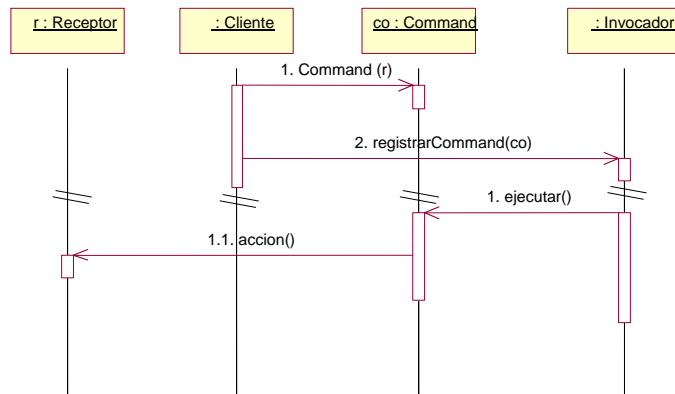 r : Receptor
: Cliente
co : Command
: Invocador
1. Command (r)
2. registrarCommand(co)
1. ejecutar()
1.1. accion()